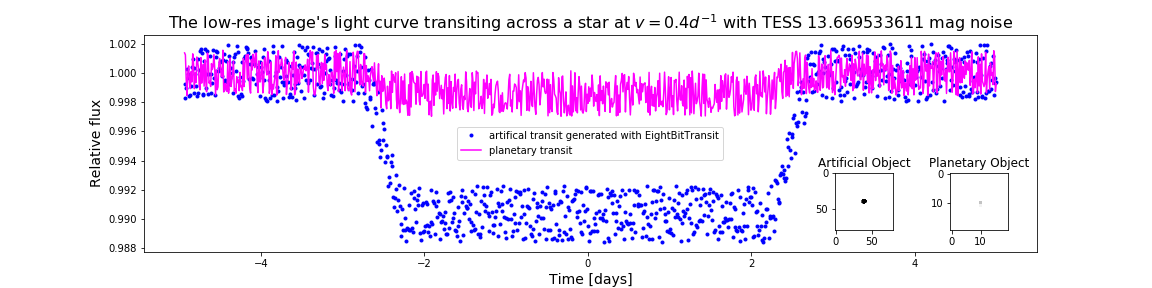 The low-res image's light curve transiting across a star at v = 0.4d⁻¹ with TESS 13.669533611 mag noise
1.002
1.000
0.998
0.996
0.994
0.992
0.990
0.988
Relative flux
artifical transit generated with EightBitTransit
planetary transit
Artificial Object
0
50
0 50
Planetary Object
0
10
0 10
−4 −2 0 2 4
Time [days]